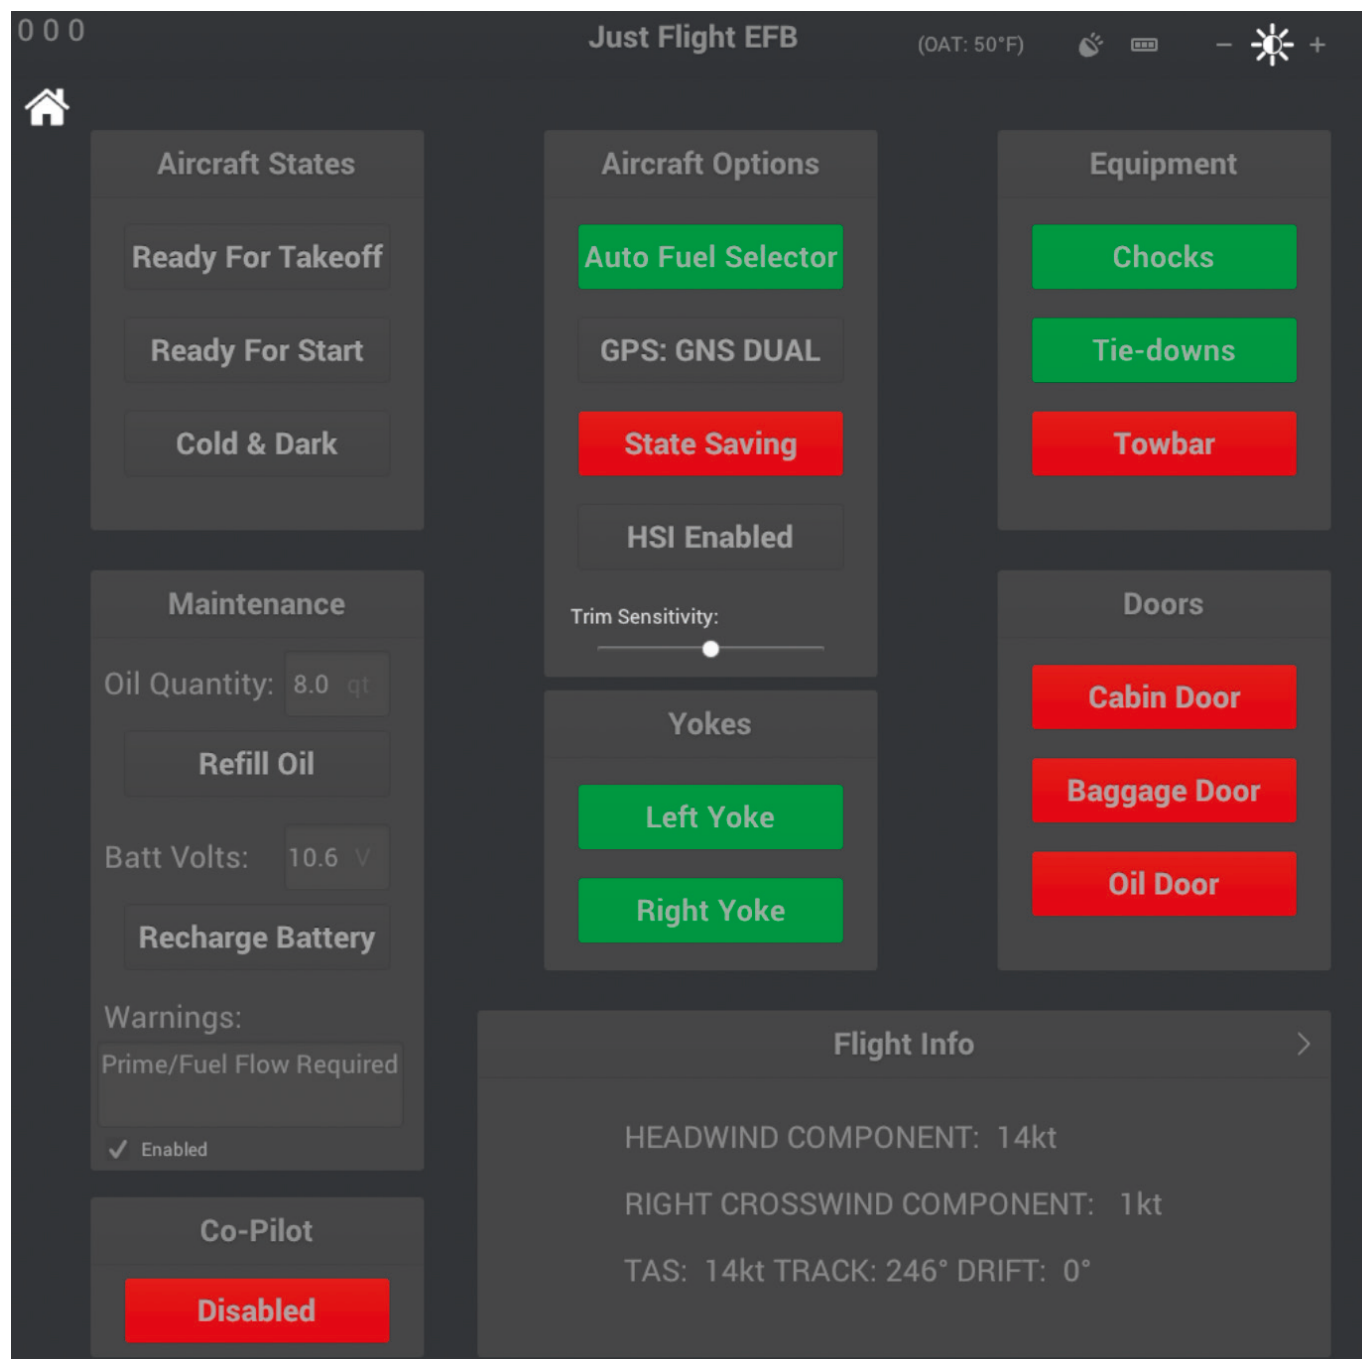 000
Just Flight EFB
(OAT: 50°F)
− +
Aircraft States
Ready For Takeoff
Ready For Start
Cold & Dark
Aircraft Options
Auto Fuel Selector
GPS: GNS DUAL
State Saving
HSI Enabled
Trim Sensitivity:
Equipment
Chocks
Tie-downs
Towbar
Maintenance
Oil Quantity: 8.0 qt
Refill Oil
Batt Volts: 10.6 V
Recharge Battery
Warnings:
Prime/Fuel Flow Required
Enabled
Yokes
Left Yoke
Right Yoke
Doors
Cabin Door
Baggage Door
Oil Door
Co-Pilot
Disabled
Flight Info >
HEADWIND COMPONENT: 14kt
RIGHT CROSSWIND COMPONENT: 1kt
TAS: 14kt TRACK: 246° DRIFT: 0°